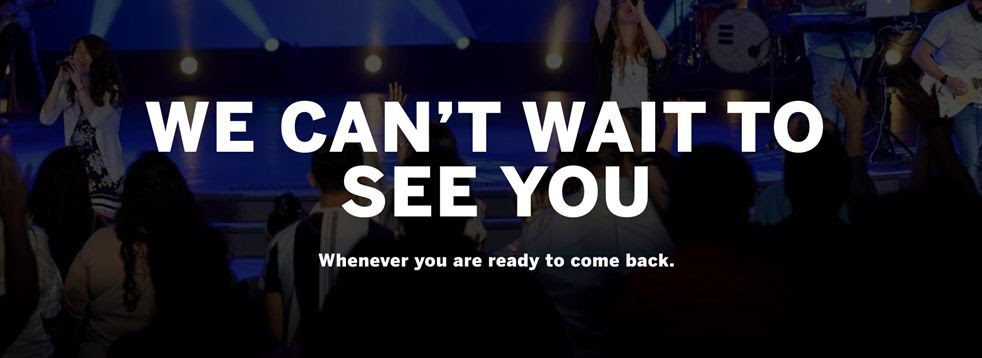 WE CAN’T WAIT TO
SEE YOU
Whenever you are ready to come back.